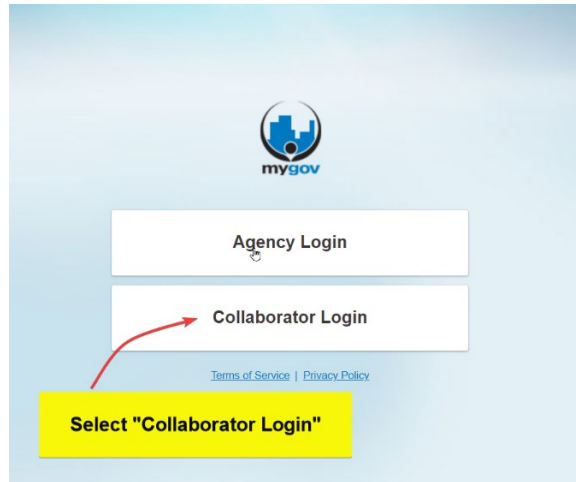 mygov
Agency Login
Collaborator Login
Terms of Service | Privacy Policy
Select "Collaborator Login"